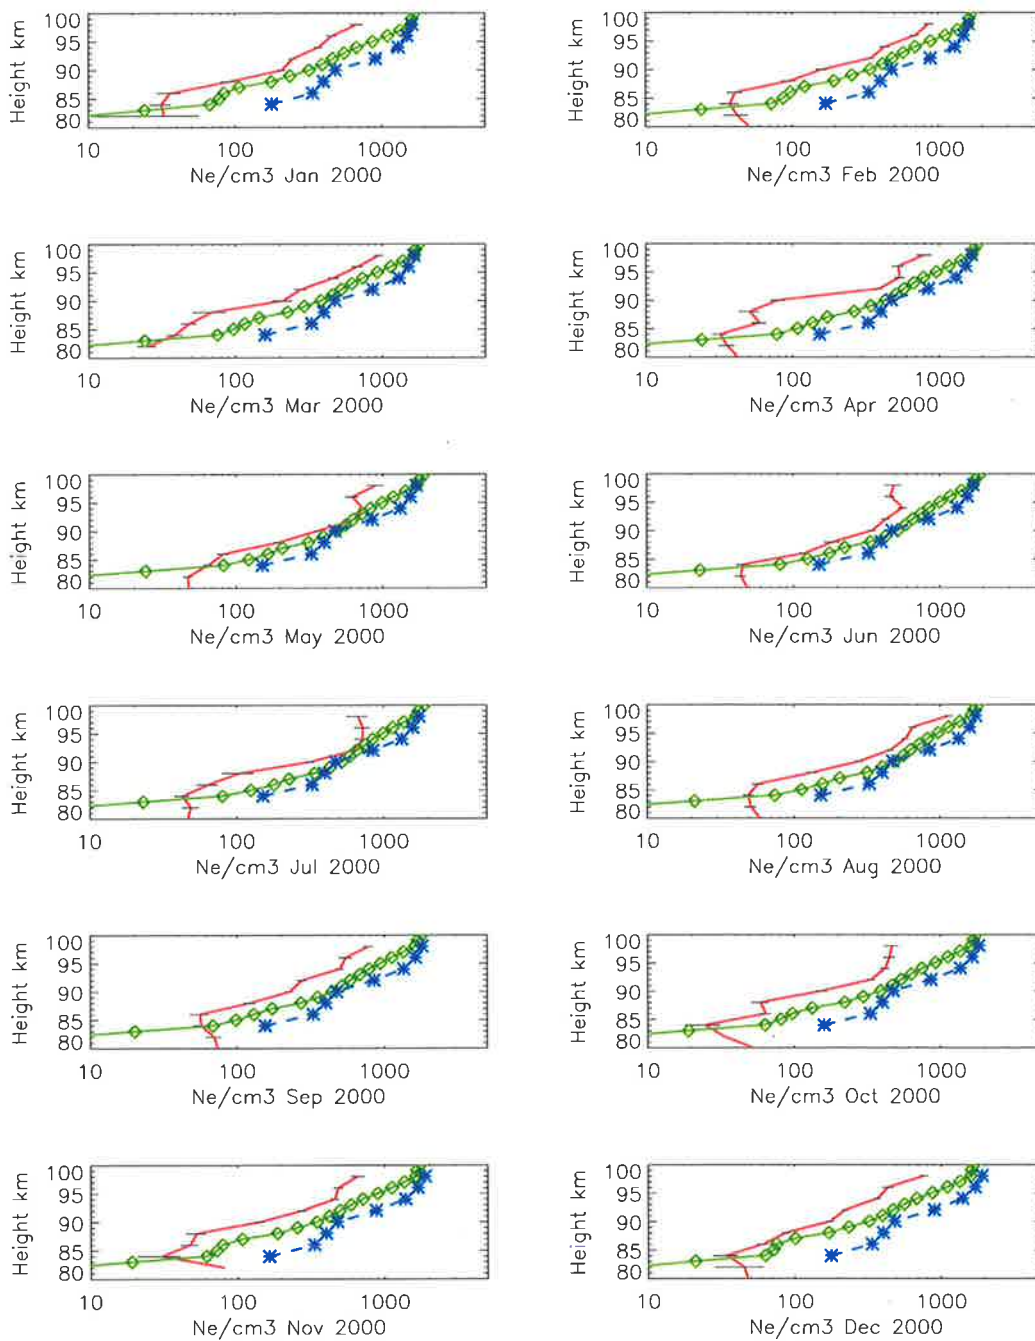 100
95
90
85
80
Height km
10 100 1000
Ne/cm3 Jan 2000
100
95
90
85
80
Height km
10 100 1000
Ne/cm3 Feb 2000
100
95
90
85
80
Height km
10 100 1000
Ne/cm3 Mar 2000
100
95
90
85
80
Height km
10 100 1000
Ne/cm3 Apr 2000
100
95
90
85
80
Height km
10 100 1000
Ne/cm3 May 2000
100
95
90
85
80
Height km
10 100 1000
Ne/cm3 Jun 2000
100
95
90
85
80
Height km
10 100 1000
Ne/cm3 Jul 2000
100
95
90
85
80
Height km
10 100 1000
Ne/cm3 Aug 2000
100
95
90
85
80
Height km
10 100 1000
Ne/cm3 Sep 2000
100
95
90
85
80
Height km
10 100 1000
Ne/cm3 Oct 2000
100
95
90
85
80
Height km
10 100 1000
Ne/cm3 Nov 2000
100
95
90
85
80
Height km
10 100 1000
Ne/cm3 Dec 2000